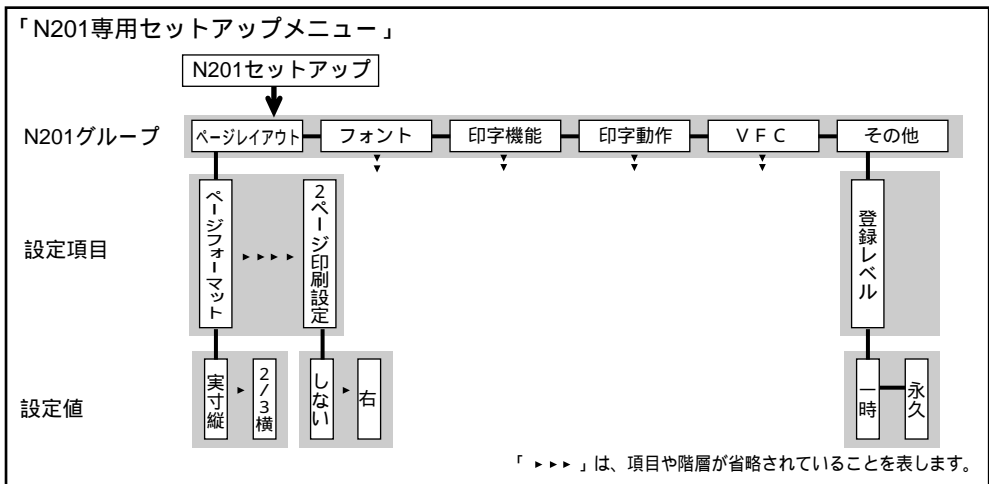 「N201専用セットアップメニュー」
N201セットアップ
N201グループ
ページレイアウト
フォント
印字機能
印字動作
ＶＦＣ
その他
設定項目
ページフォーマット
2ページ印刷設定
登録レベル
設定値
実寸縦
2/3横
しない
右
一時
永久
「 ▸▸▸ 」は、項目や階層が省略されていることを表します。